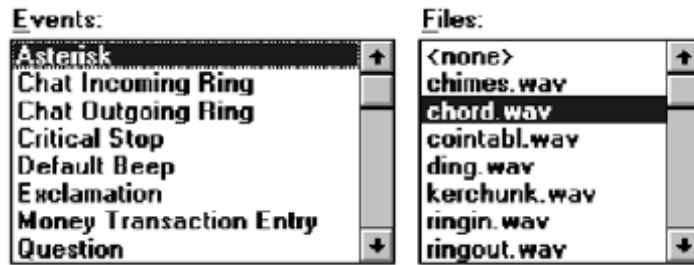 Events:
Asterisk
Chat Incoming Ring
Chat Outgoing Ring
Critical Stop
Default Beep
Exclamation
Money Transaction Entry
Question
Files:
<none>
chimes.wav
chord.wav
cointabl.wav
ding.wav
kerchunk.wav
ringin.wav
ringout.wav